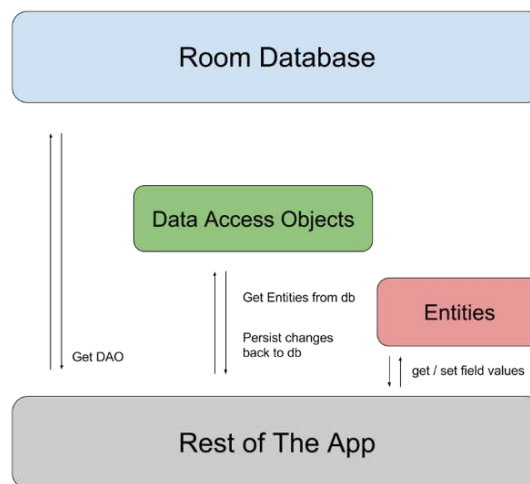 Room Database
Data Access Objects
Get Entities from db
Entities
Persist changes
back to db
Get DAO
get / set field values
Rest of The App